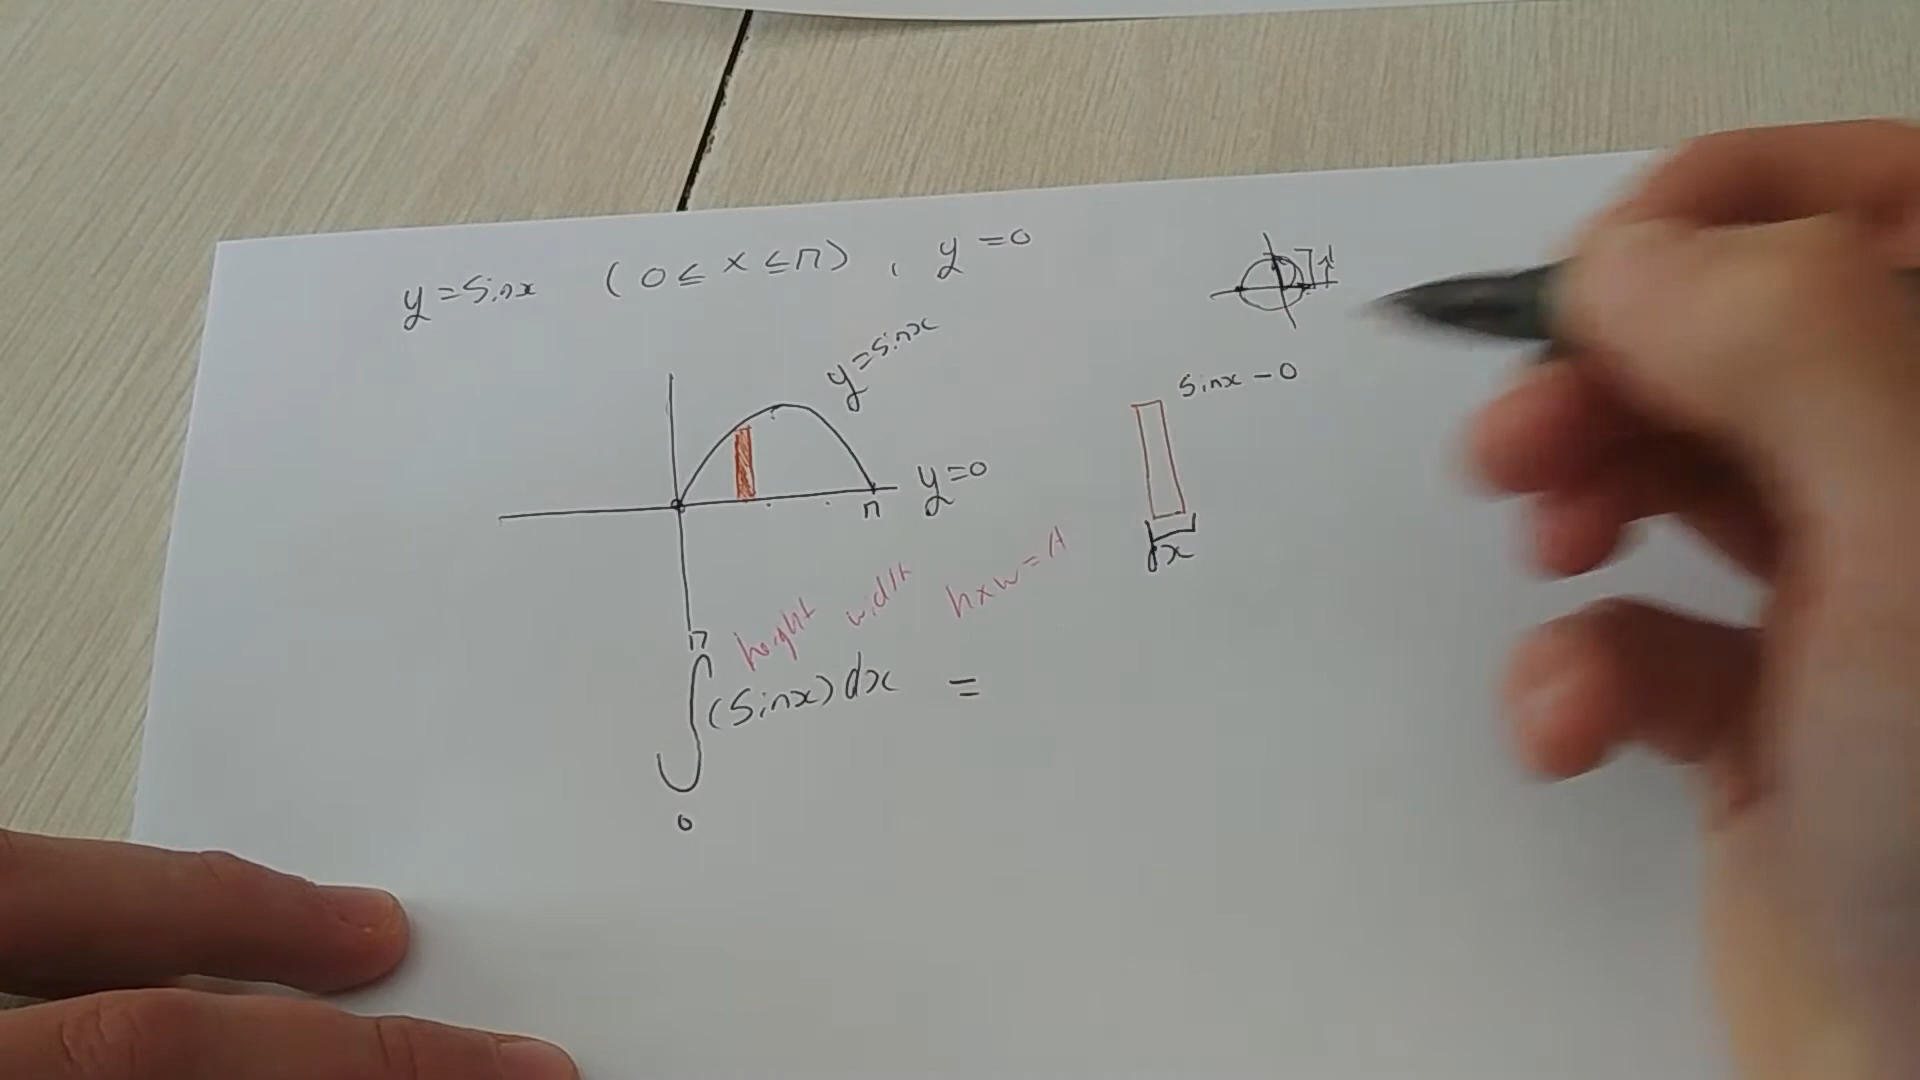 y = sinx (0 ≤ x ≤ π) , y = 0
y = sinx
sinx - 0
y = 0
π
dx
height width h x w = A
π
∫ (sinx) dx =
0